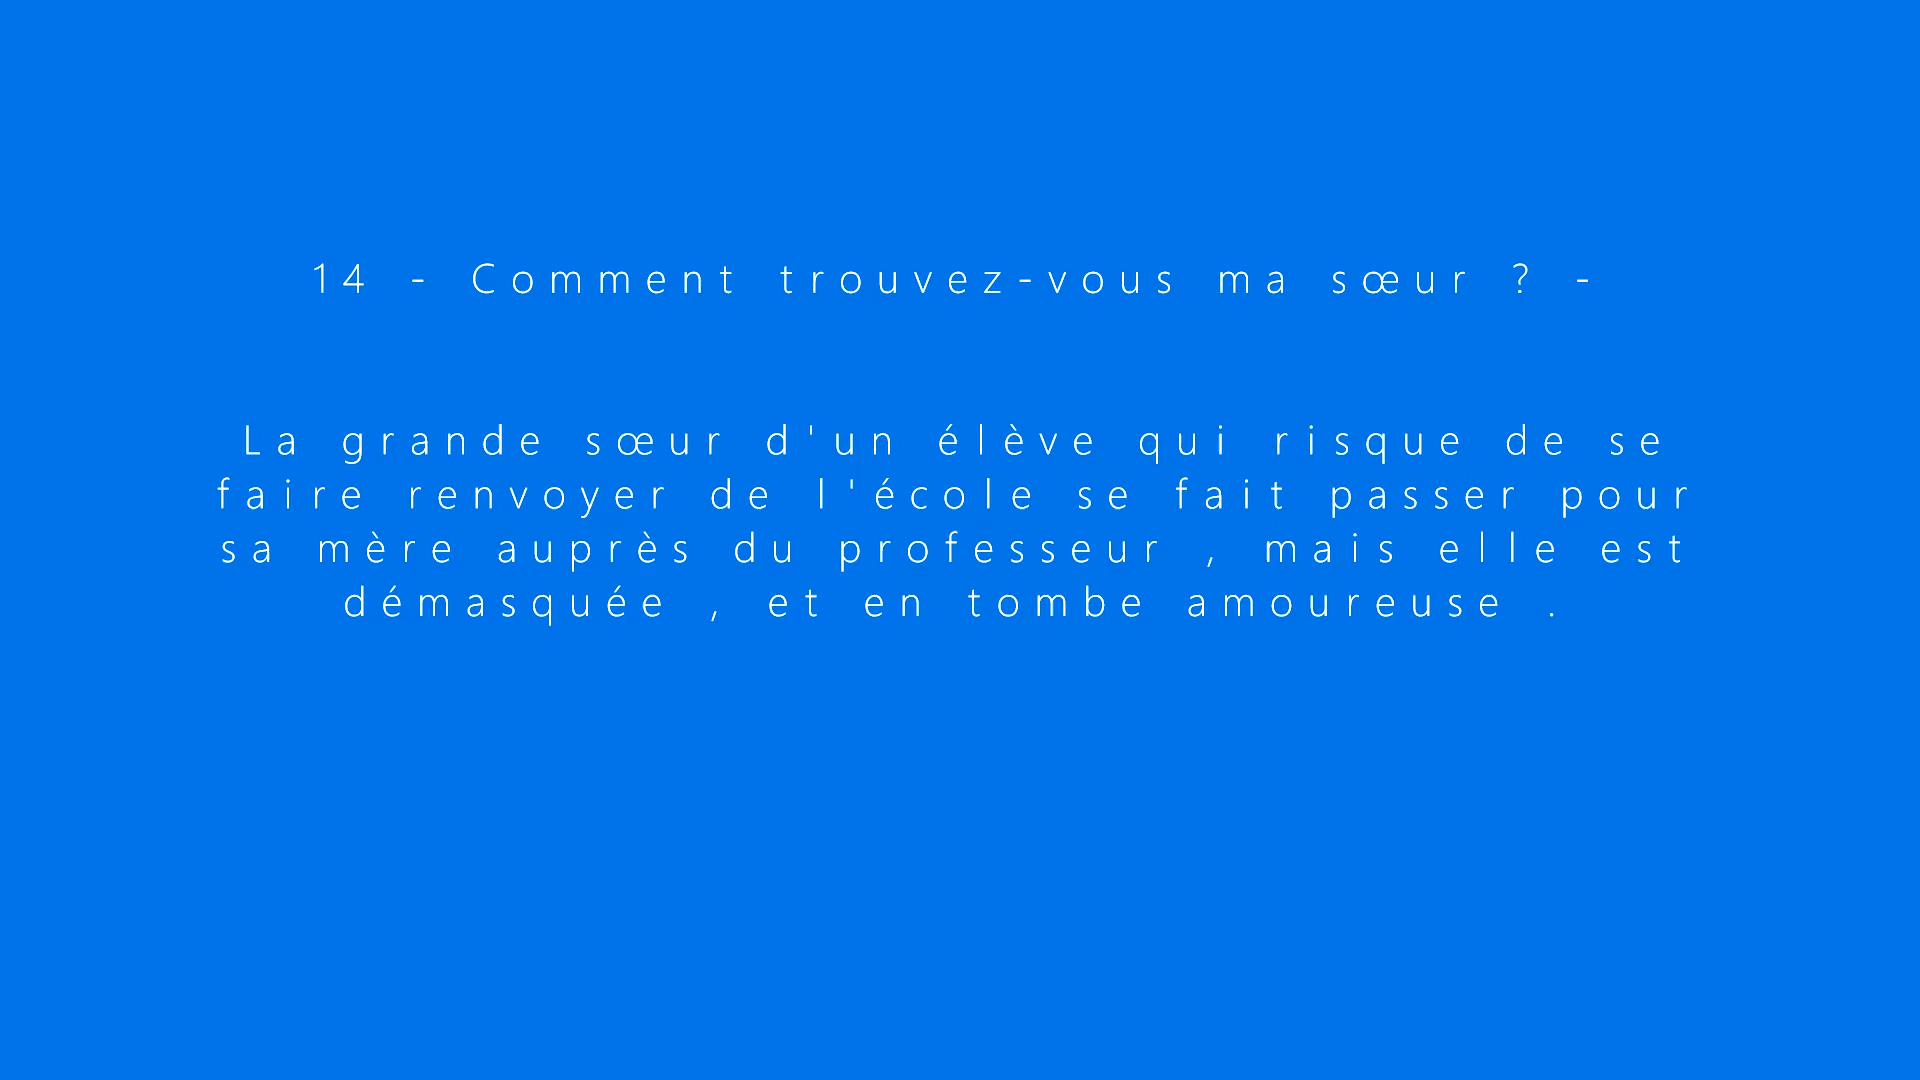 14 - Comment trouvez-vous ma sœur ? -
La grande sœur d'un élève qui risque de se
faire renvoyer de l'école se fait passer pour
sa mère auprès du professeur , mais elle est
démasquée , et en tombe amoureuse .